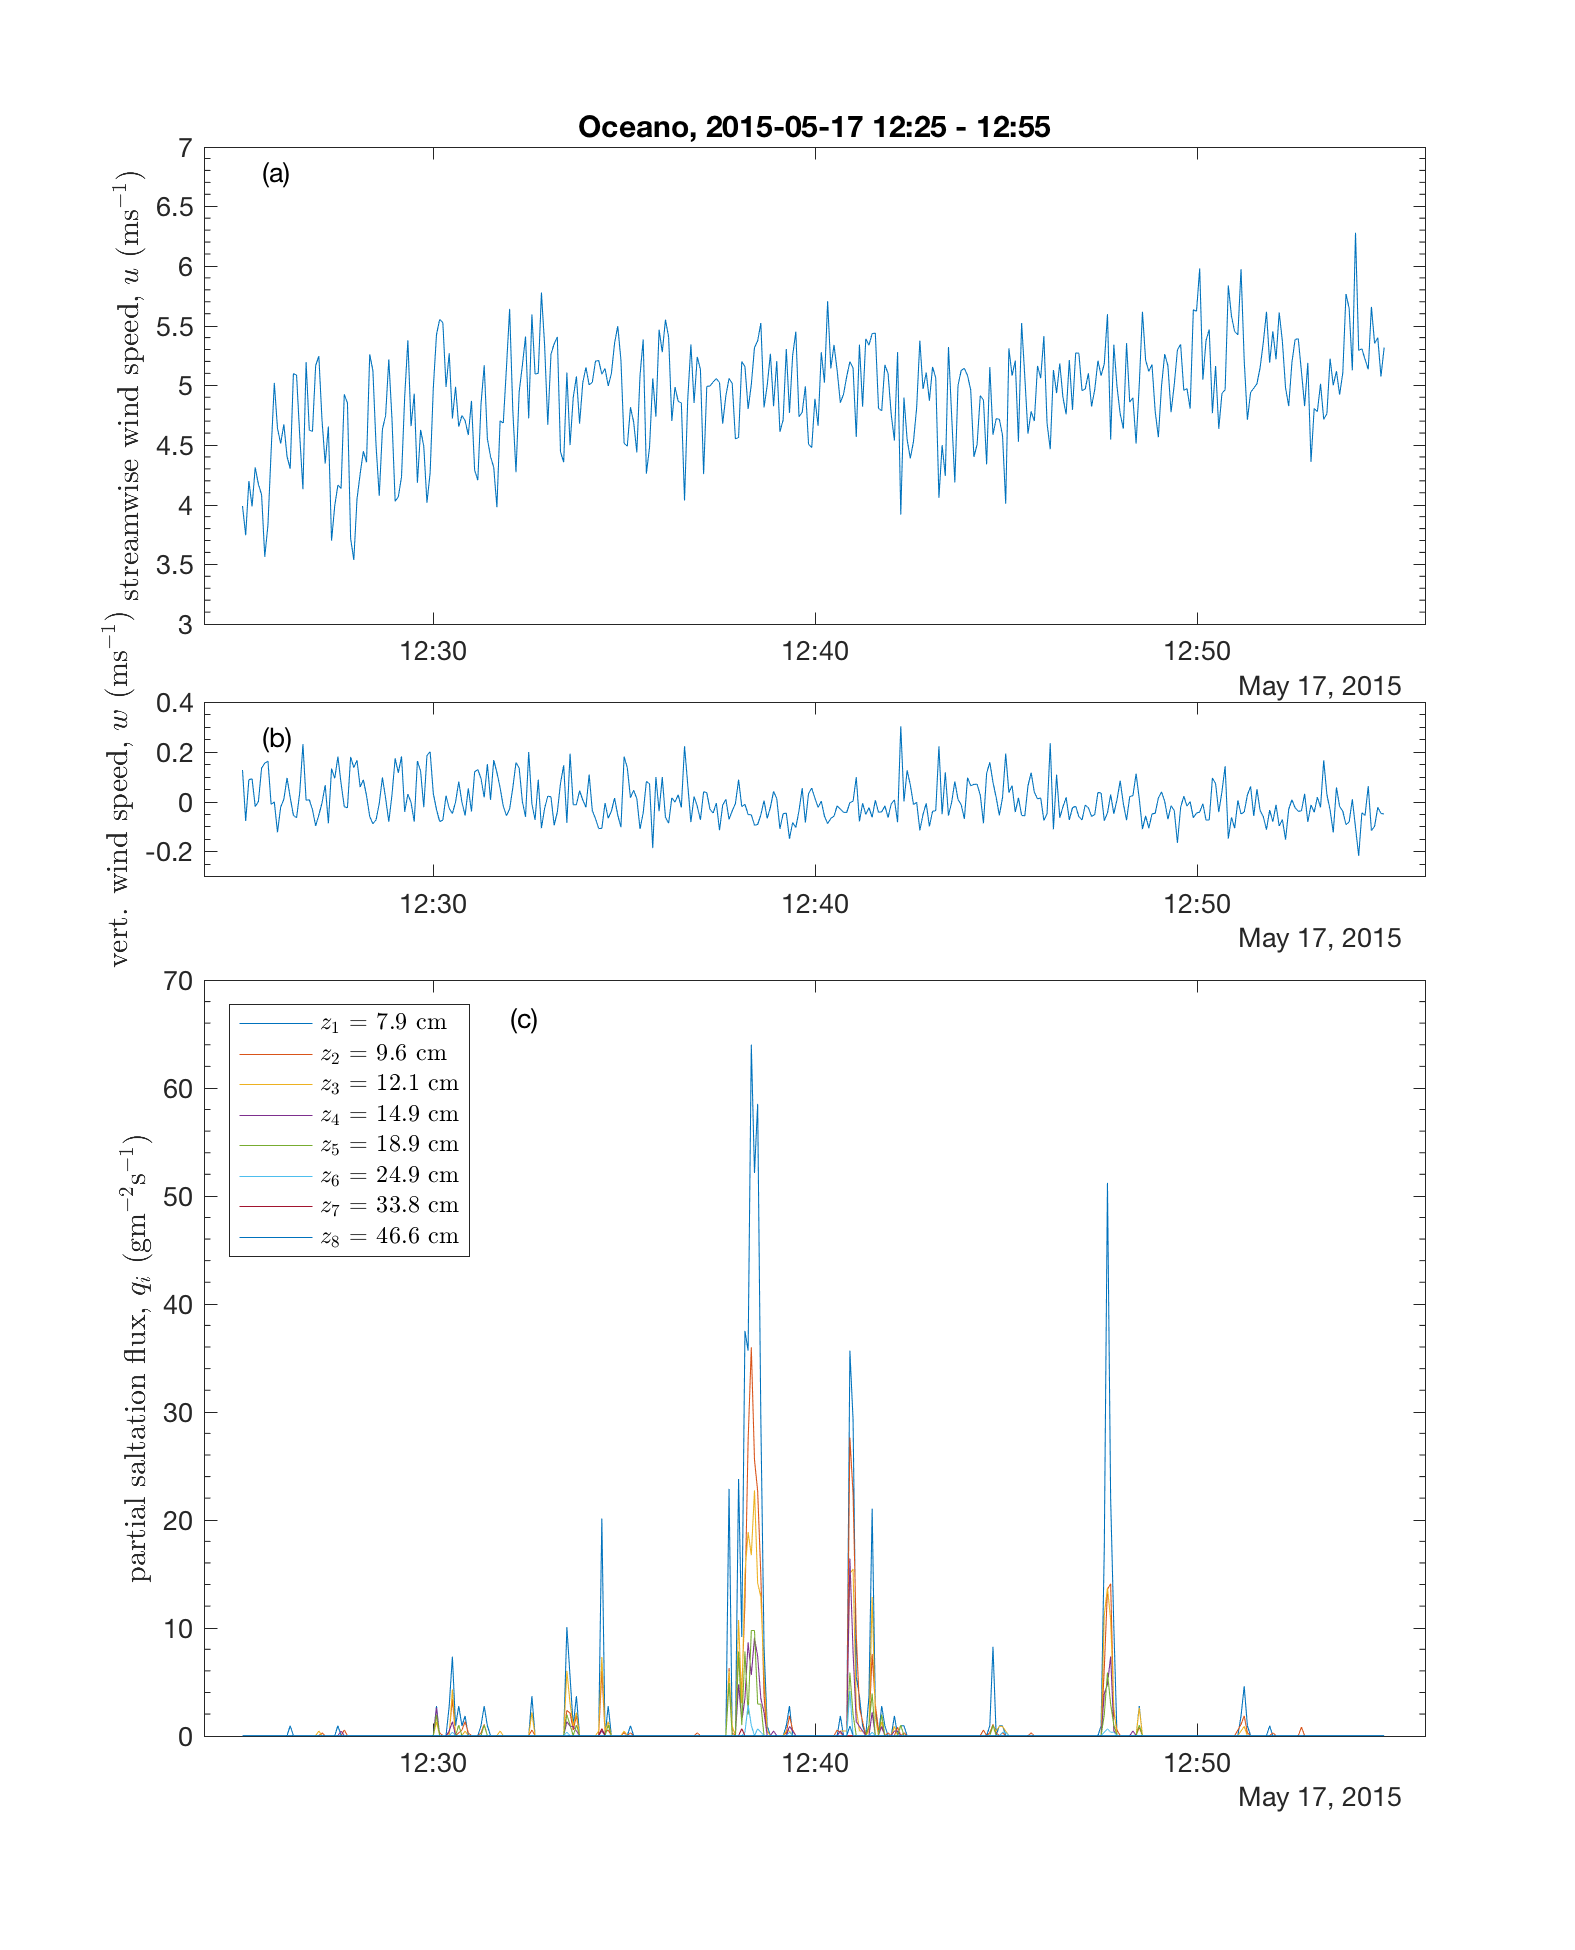 Oceano, 2015-05-17 12:25 - 12:55
(a)
streamwise wind speed, u (ms⁻¹)
7
6.5
6
5.5
5
4.5
4
3.5
3
12:30 12:40 12:50
May 17, 2015
(b)
vert. wind speed, w (ms⁻¹)
0.4
0.2
0
-0.2
12:30 12:40 12:50
May 17, 2015
(c)
partial saltation flux, qᵢ (gm⁻²s⁻¹)
70
60
50
40
30
20
10
0
z₁ = 7.9 cm
z₂ = 9.6 cm
z₃ = 12.1 cm
z₄ = 14.9 cm
z₅ = 18.9 cm
z₆ = 24.9 cm
z₇ = 33.8 cm
z₈ = 46.6 cm
12:30 12:40 12:50
May 17, 2015